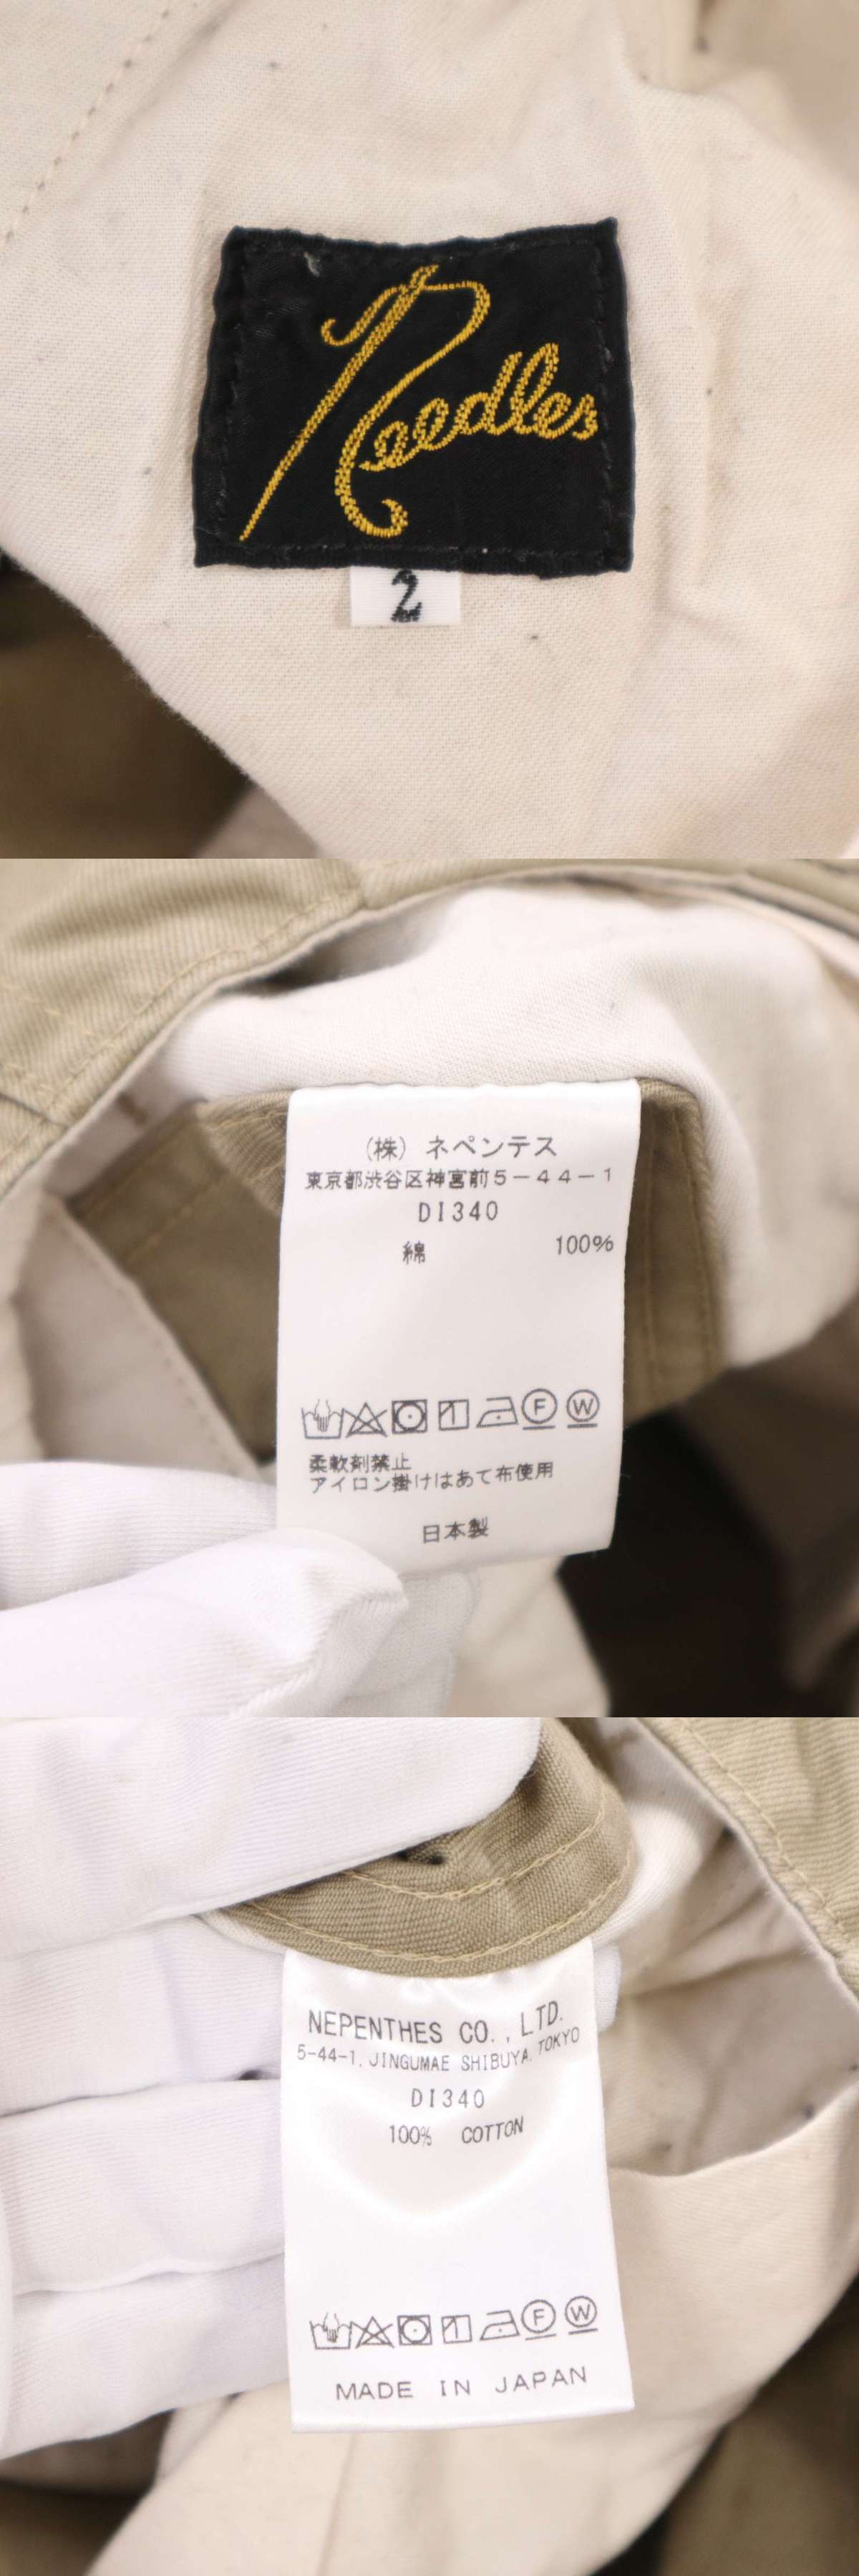 Needles
2
(株) ネペンテス
東京都渋谷区神宮前5-44-1
DI340
綿 100%
F W
柔軟剤禁止
アイロン掛けはあて布使用
日本製
NEPENTHES CO., LTD.
5-44-1, JINGUMAE SHIBUYA, TOKYO
DI340
100% COTTON
F W
MADE IN JAPAN